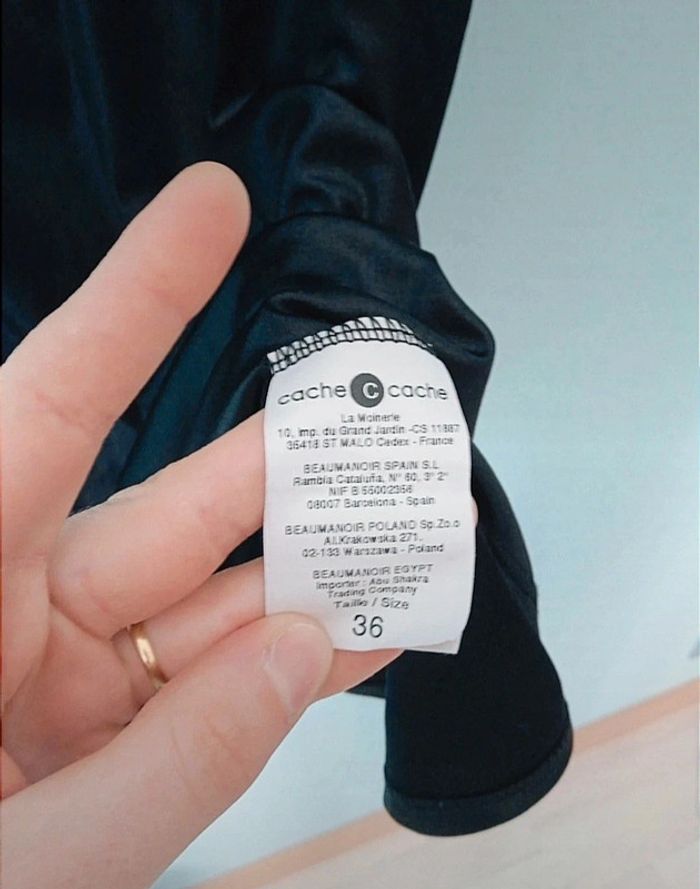 cache C cache
La Moinerie
10, Imp. du Grand Jardin -CS 11887
35418 ST MALO Cedex - France
BEAUMANOIR SPAIN S.L
Rambla Cataluña, N° 60, 3° 2°
NIF B 65002356
08007 Barcelona - Spain
BEAUMANOIR POLAND Sp.Zo.o
Al.Krakowska 271.
02-133 Warszawa - Poland
BEAUMANOIR EGYPT
Importer : Abu Shakra
Trading Company
Taille / Size
36